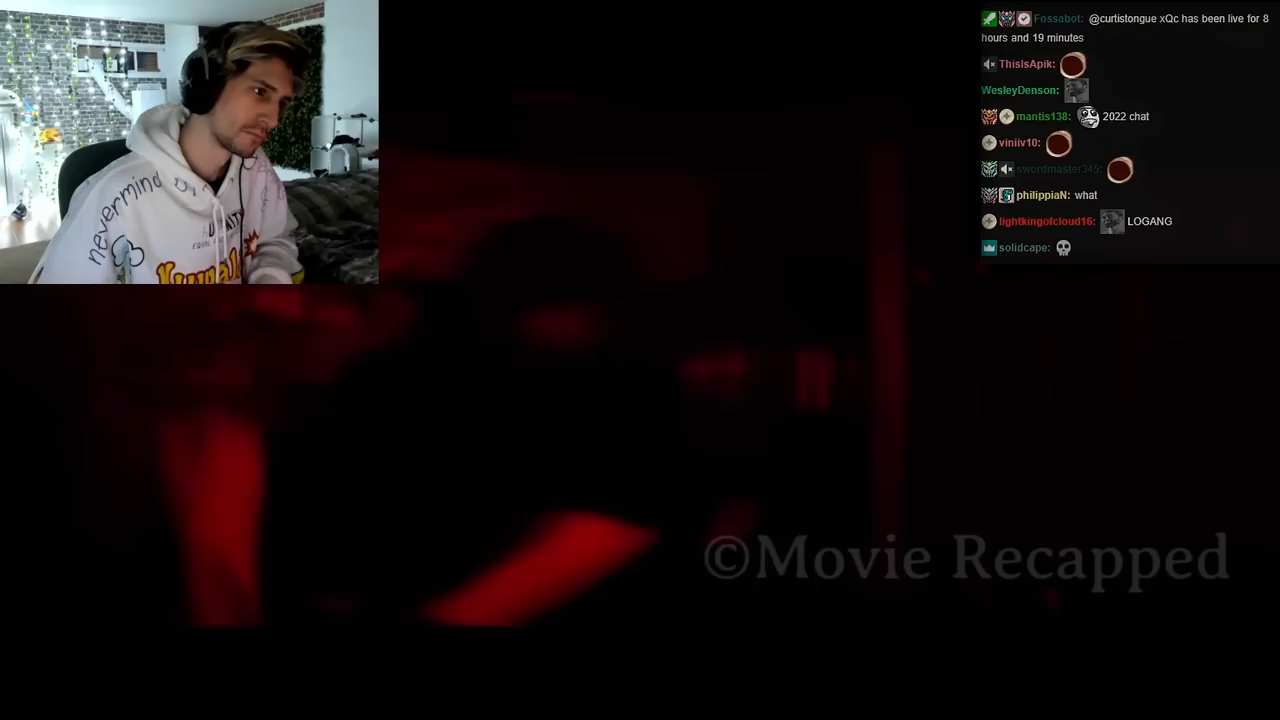 Fossabot: @curtistongue xQc has been live for 8
hours and 19 minutes
ThisIsApik:
WesleyDenson:
mantis138: 2022 chat
viniiv10:
swordmaster345:
philippiaN: what
lightkingofcloud16: LOGANG
solidcape:
nevermind
©Movie Recapped